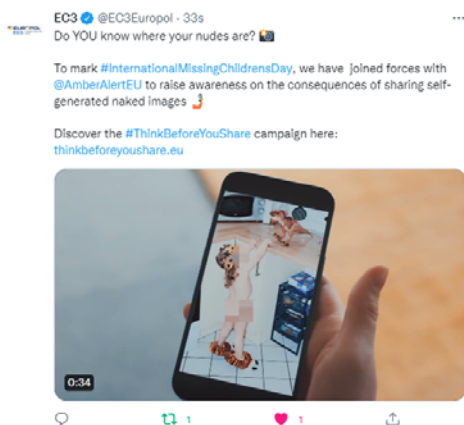 EC3 @EC3Europol · 33s
Do YOU know where your nudes are?
To mark #InternationalMissingChildrensDay, we have joined forces with
@AmberAlertEU to raise awareness on the consequences of sharing self-
generated naked images
Discover the #ThinkBeforeYouShare campaign here:
thinkbeforeyoushare.eu
0:34
1
1